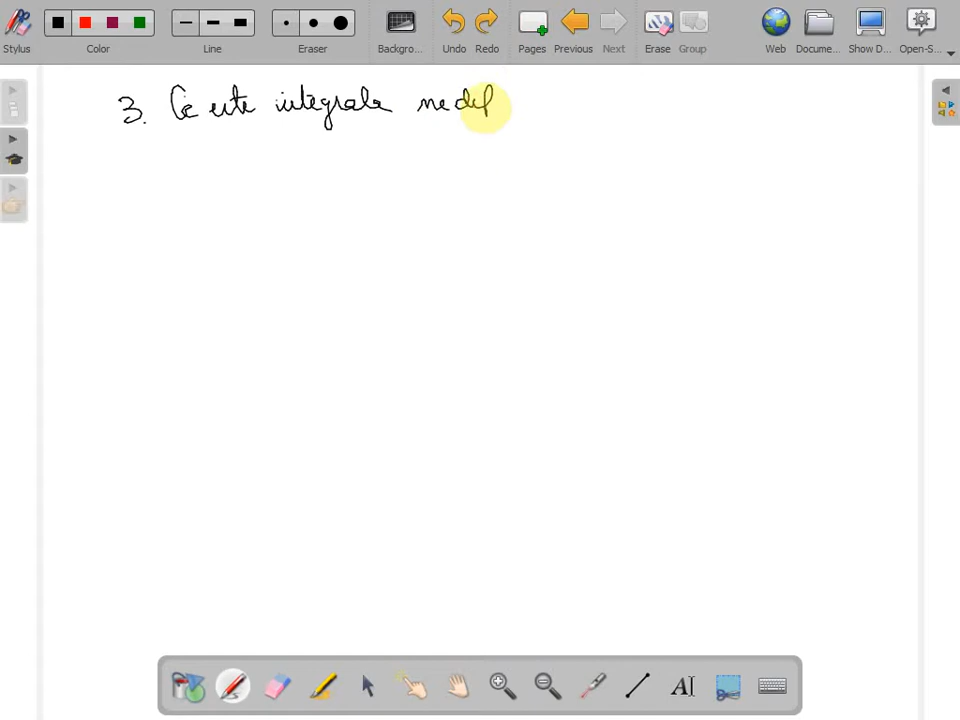 Stylus
Color
Line
Eraser
Backgro...
Undo
Redo
Pages
Previous
Next
Erase
Group
Web
Docume...
Show D...
Open-S...
3. Ce este integrala nedef
AI